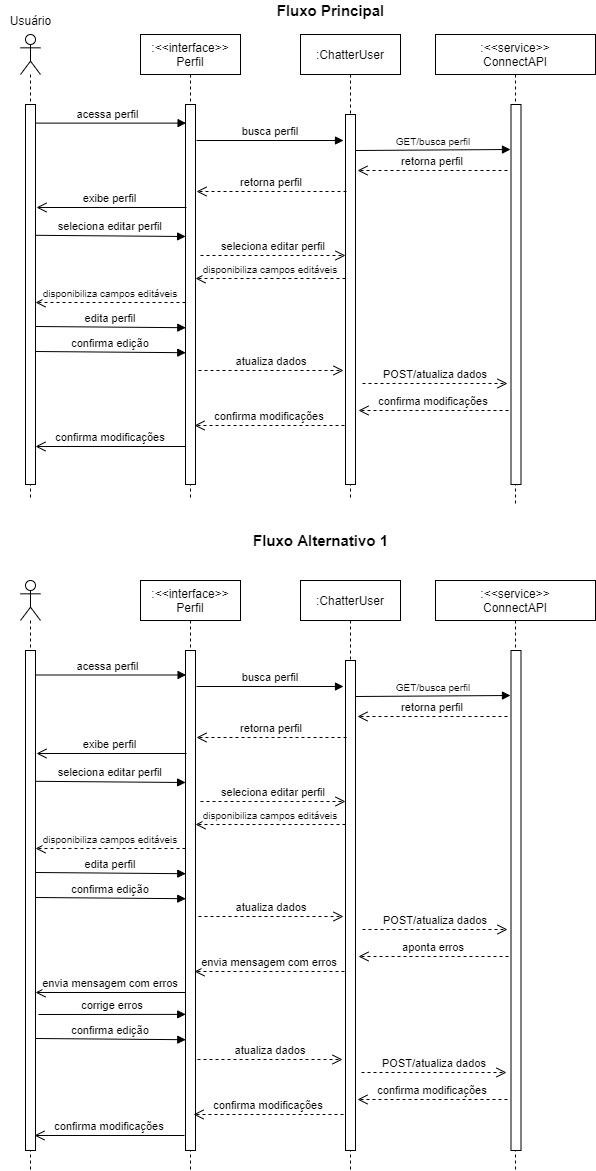 Fluxo Principal
Usuário
:<<interface>>
Perfil
:ChatterUser
:<<service>>
ConnectAPI
acessa perfil
busca perfil
GET/busca perfil
retorna perfil
retorna perfil
exibe perfil
seleciona editar perfil
seleciona editar perfil
disponibiliza campos editáveis
disponibiliza campos editáveis
edita perfil
confirma edição
atualiza dados
POST/atualiza dados
confirma modificações
confirma modificações
confirma modificações
Fluxo Alternativo 1
:<<interface>>
Perfil
:ChatterUser
:<<service>>
ConnectAPI
acessa perfil
busca perfil
GET/busca perfil
retorna perfil
retorna perfil
exibe perfil
seleciona editar perfil
seleciona editar perfil
disponibiliza campos editáveis
disponibiliza campos editáveis
edita perfil
confirma edição
atualiza dados
POST/atualiza dados
aponta erros
envia mensagem com erros
envia mensagem com erros
corrige erros
confirma edição
atualiza dados
POST/atualiza dados
confirma modificações
confirma modificações
confirma modificações